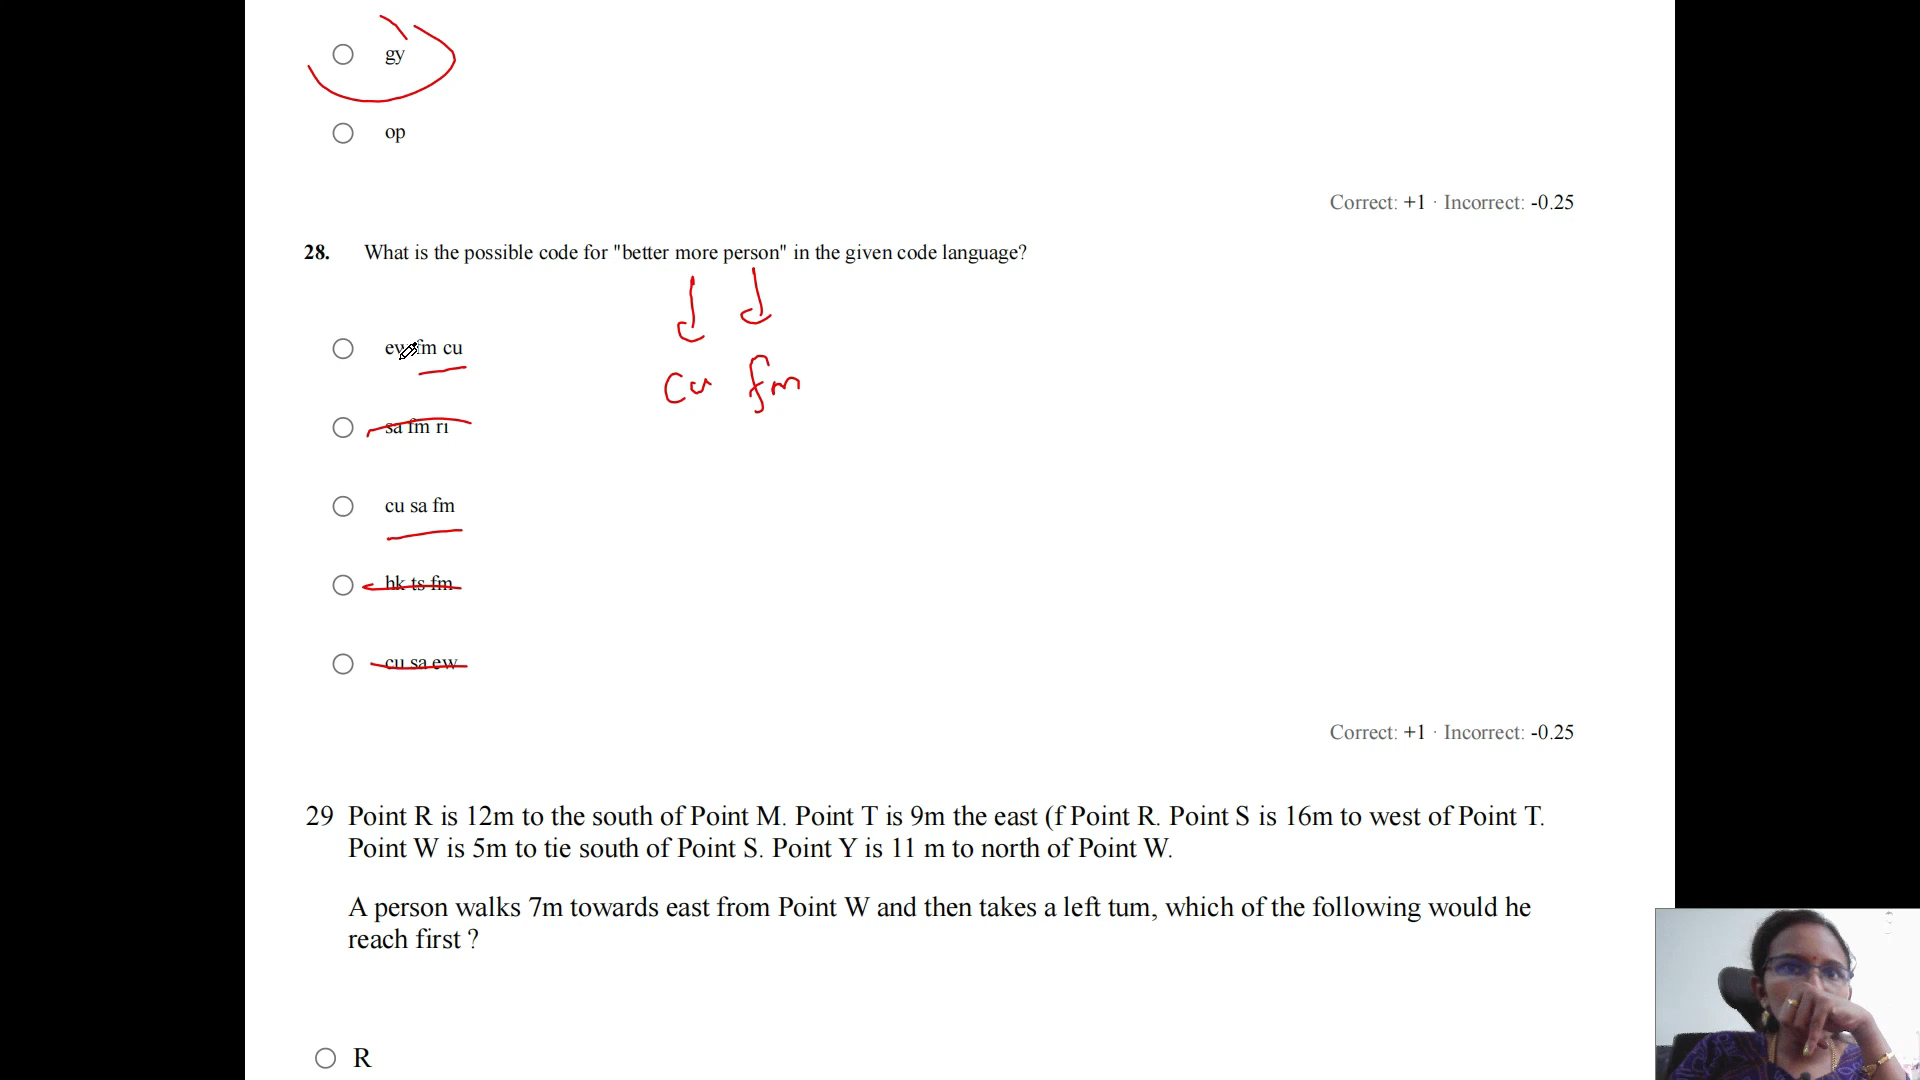 gy
op
Correct: +1 · Incorrect: -0.25
28. What is the possible code for "better more person" in the given code language?
cu fm
fm cu
sa fm ri
cu sa fm
hk ts fm
cu sa ew
Correct: +1 · Incorrect: -0.25
29 Point R is 12m to the south of Point M. Point T is 9m the east (f Point R. Point S is 16m to west of Point T.
Point W is 5m to tie south of Point S. Point Y is 11 m to north of Point W.
A person walks 7m towards east from Point W and then takes a left tum, which of the following would he
reach first ?
R